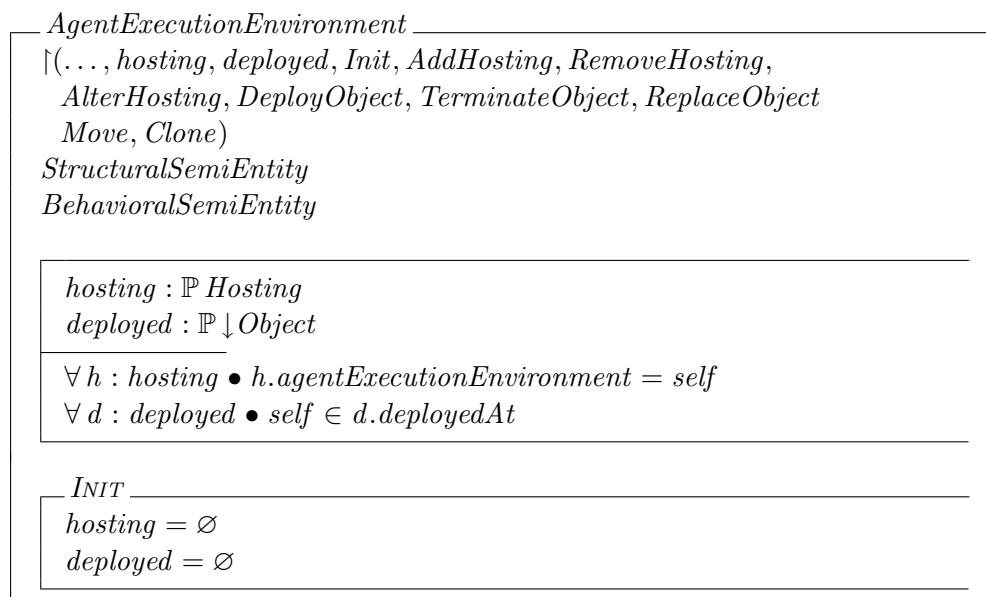 AgentExecutionEnvironment
↾(. . . , hosting, deployed, Init, AddHosting, RemoveHosting,
AlterHosting, DeployObject, TerminateObject, ReplaceObject
Move, Clone)
StructuralSemiEntity
BehavioralSemiEntity
hosting : ℙ Hosting
deployed : ℙ ↓ Object
∀ h : hosting • h.agentExecutionEnvironment = self
∀ d : deployed • self ∈ d.deployedAt
INIT
hosting = ∅
deployed = ∅